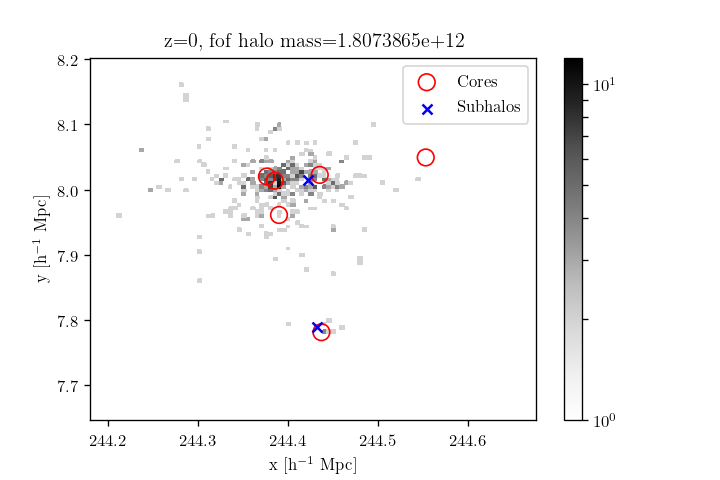 z=0, fof halo mass=1.8073865e+12
Cores
Subhalos
8.2
8.1
8.0
7.9
7.8
7.7
y [h⁻¹ Mpc]
244.2 244.3 244.4 244.5 244.6
x [h⁻¹ Mpc]
10¹
10⁰